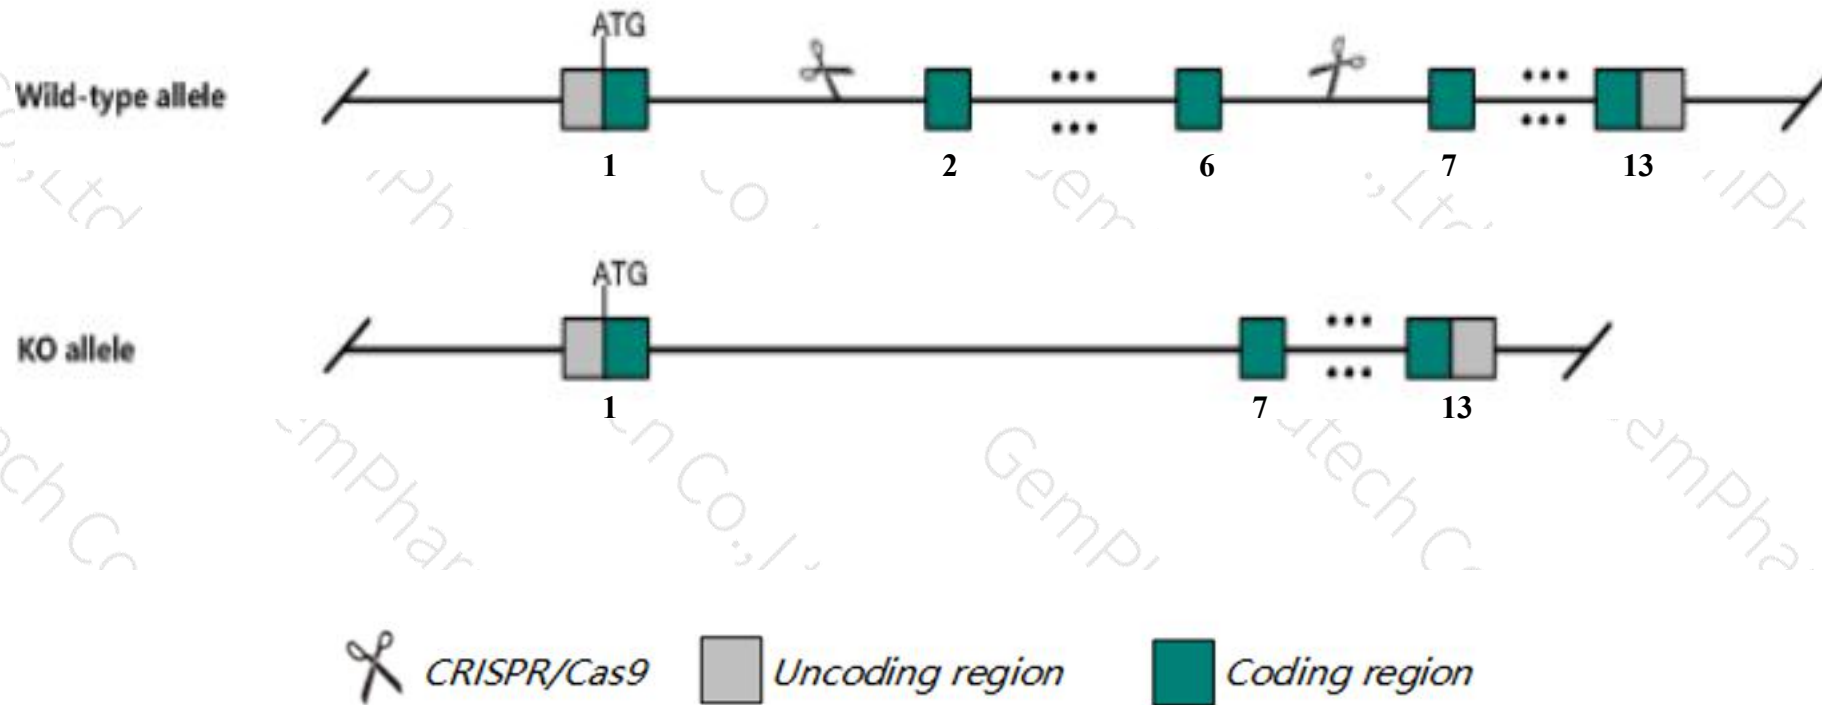 ATG
Wild-type allele
1 2 6 7 13
ATG
KO allele
1 7 13
CRISPR/Cas9 Uncoding region Coding region